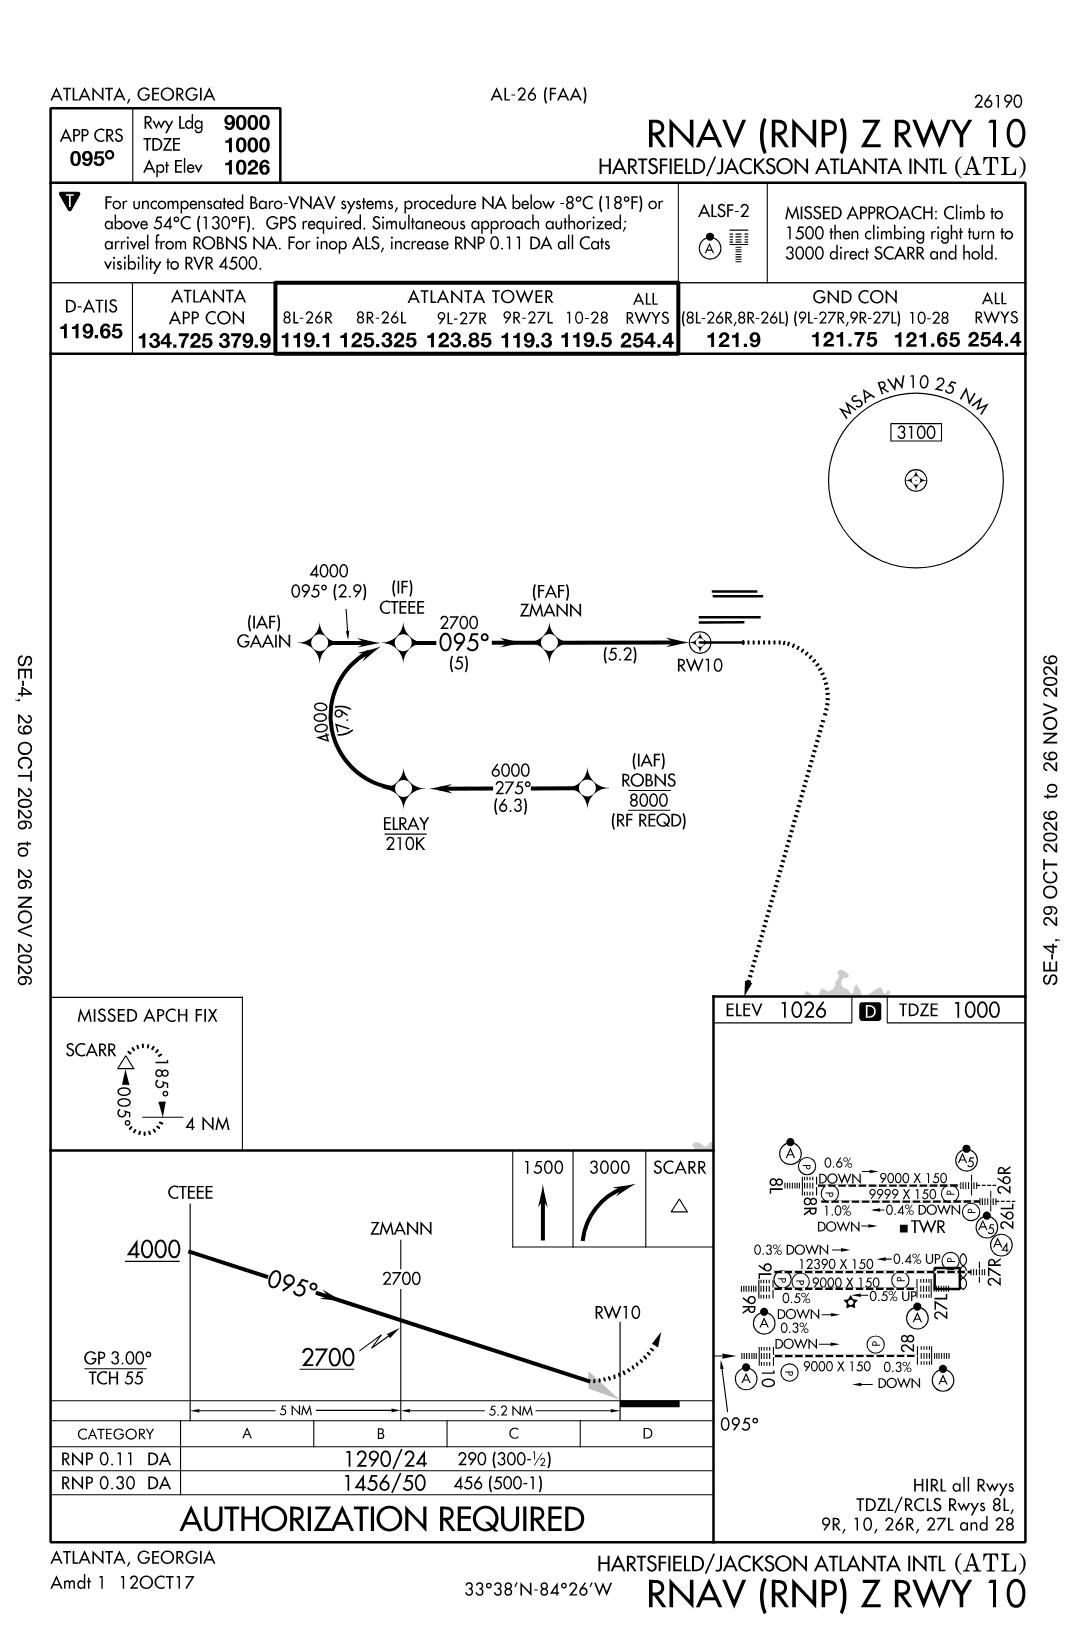 ATLANTA, GEORGIA
AL-26 (FAA)
26190
APP CRS
095°
Rwy Ldg 9000
TDZE 1000
Apt Elev 1026
RNAV (RNP) Z RWY 10
HARTSFIELD/JACKSON ATLANTA INTL (ATL)
T
For uncompensated Baro-VNAV systems, procedure NA below -8°C (18°F) or
above 54°C (130°F). GPS required. Simultaneous approach authorized;
arrival from ROBNS NA. For inop ALS, increase RNP 0.11 DA all Cats
visibility to RVR 4500.
ALSF-2
A
MISSED APPROACH: Climb to
1500 then climbing right turn to
3000 direct SCARR and hold.
D-ATIS
119.65
ATLANTA
APP CON
134.725 379.9
ATLANTA TOWER
8L-26R 8R-26L 9L-27R 9R-27L 10-28 ALL RWYS
119.1 125.325 123.85 119.3 119.5 254.4
GND CON
(8L-26R,8R-26L) (9L-27R,9R-27L) 10-28 ALL RWYS
121.9 121.75 121.65 254.4
MSA RW10 25 NM
3100
4000
095° (2.9)
(IAF)
GAAIN
(IF)
CTEEE
2700
095°
(5)
(FAF)
ZMANN
(5.2)
RW10
4000
(7.9)
6000
275°
(6.3)
(IAF)
ROBNS
8000
(RF REQD)
ELRAY
210K
SE-4, 29 OCT 2026 to 26 NOV 2026
SE-4, 29 OCT 2026 to 26 NOV 2026
MISSED APCH FIX
SCARR
185°
005°
4 NM
ELEV 1026
D
TDZE 1000
CTEEE
4000
095°
ZMANN
2700
2700
RW10
GP 3.00°
TCH 55
5 NM
5.2 NM
1500
3000
SCARR
A
P
0.6%
DOWN
9000 X 150
A5
8L
26R
P
9999 X 150
P
8R
1.0%
DOWN
0.4% DOWN
P
A5
26L
TWR
A4
0.3% DOWN
0.4% UP
P
12390 X 150
9L
27R
P
P
9000 X 150
P
9R
0.5%
DOWN
0.5% UP
27L
A
A
0.3%
DOWN
P
28
10
P
9000 X 150
0.3%
DOWN
A
A
095°
CATEGORY A B C D
RNP 0.11 DA 1290/24 290 (300-½)
RNP 0.30 DA 1456/50 456 (500-1)
AUTHORIZATION REQUIRED
HIRL all Rwys
TDZL/RCLS Rwys 8L,
9R, 10, 26R, 27L and 28
ATLANTA, GEORGIA
Amdt 1 12OCT17
33°38'N-84°26'W
HARTSFIELD/JACKSON ATLANTA INTL (ATL)
RNAV (RNP) Z RWY 10